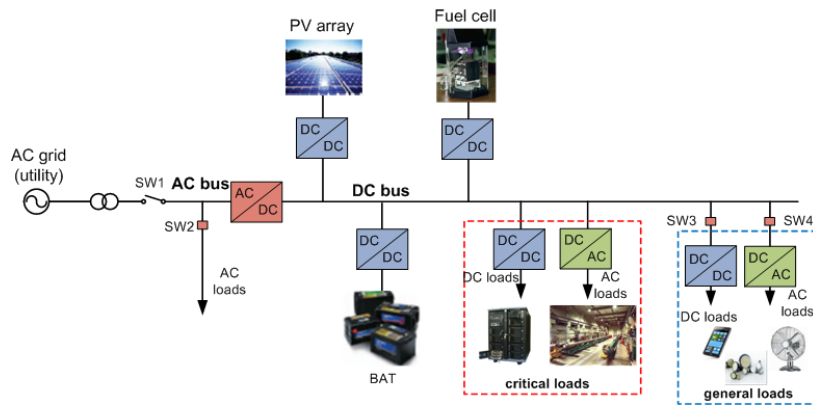 PV array
Fuel cell
DC
DC
DC
DC
AC grid
(utility)
SW1
AC bus
AC
DC
DC bus
SW2
AC
loads
DC
DC
BAT
DC
DC
DC
AC
DC loads
AC
loads
critical loads
SW3
SW4
DC
DC
DC
AC
DC loads
AC
loads
general loads